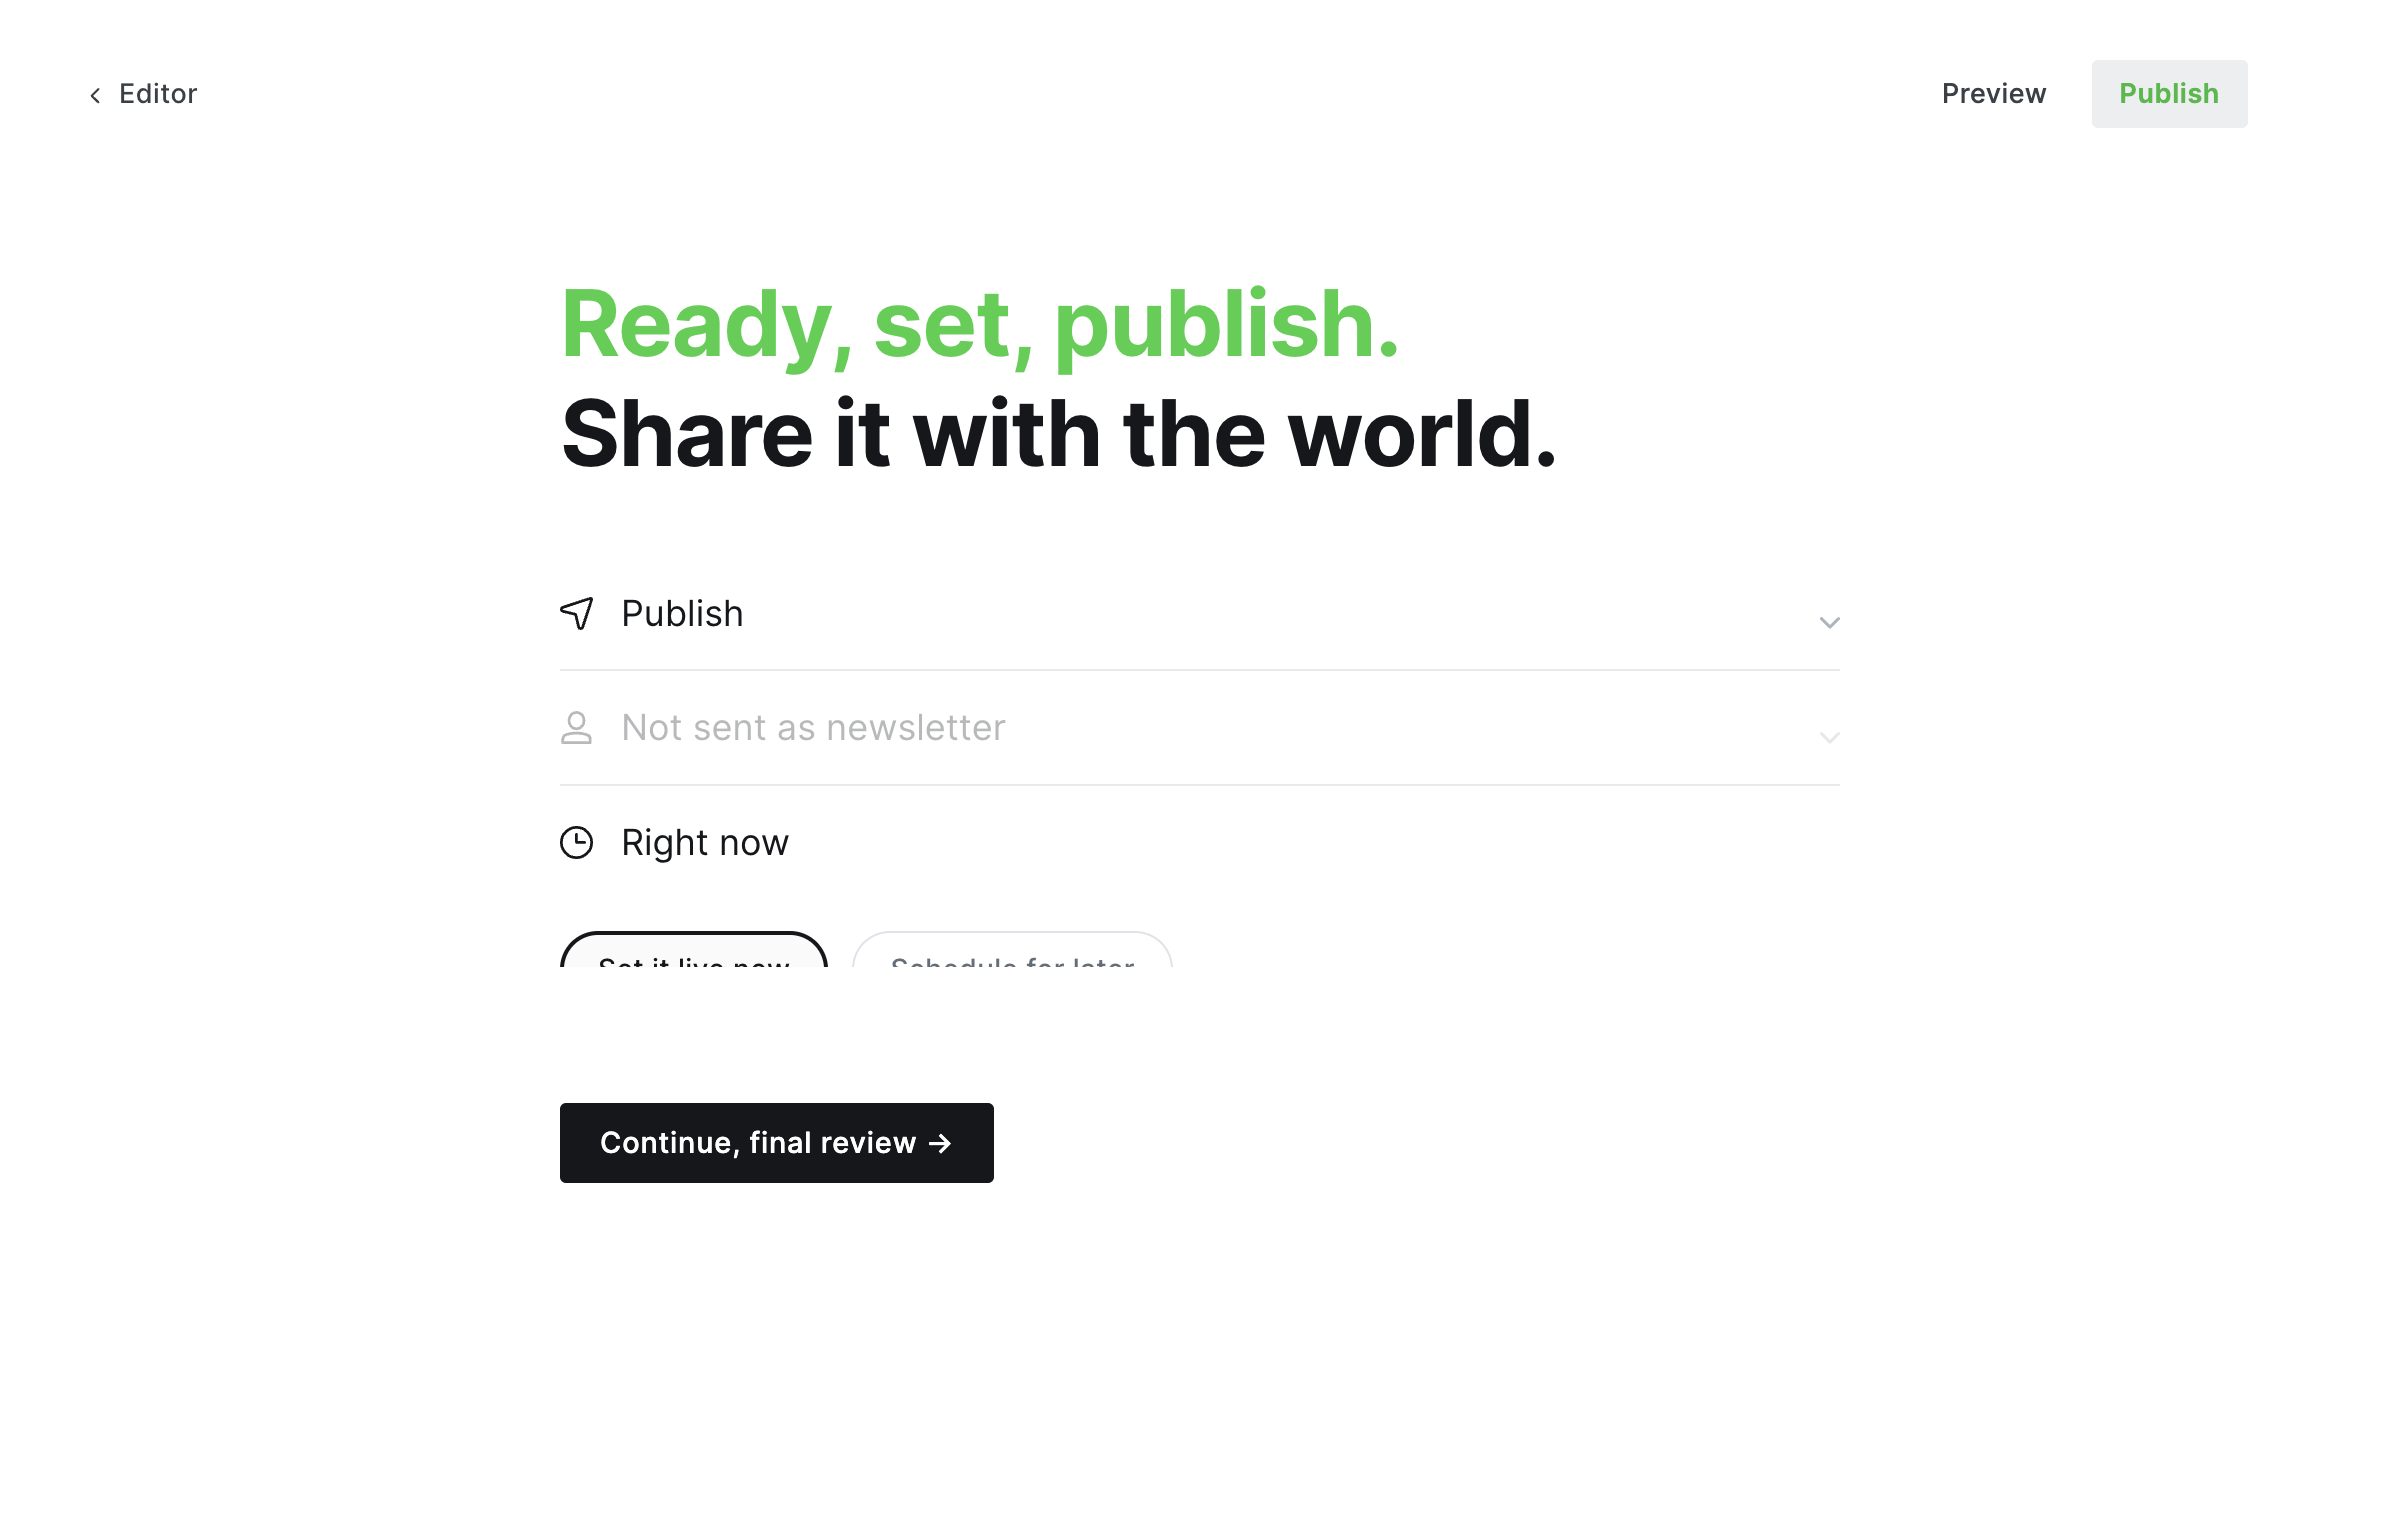 Editor
Preview
Publish
Ready, set, publish.
Share it with the world.
Publish
Not sent as newsletter
Right now
Set it live now
Schedule for later
Continue, final review →